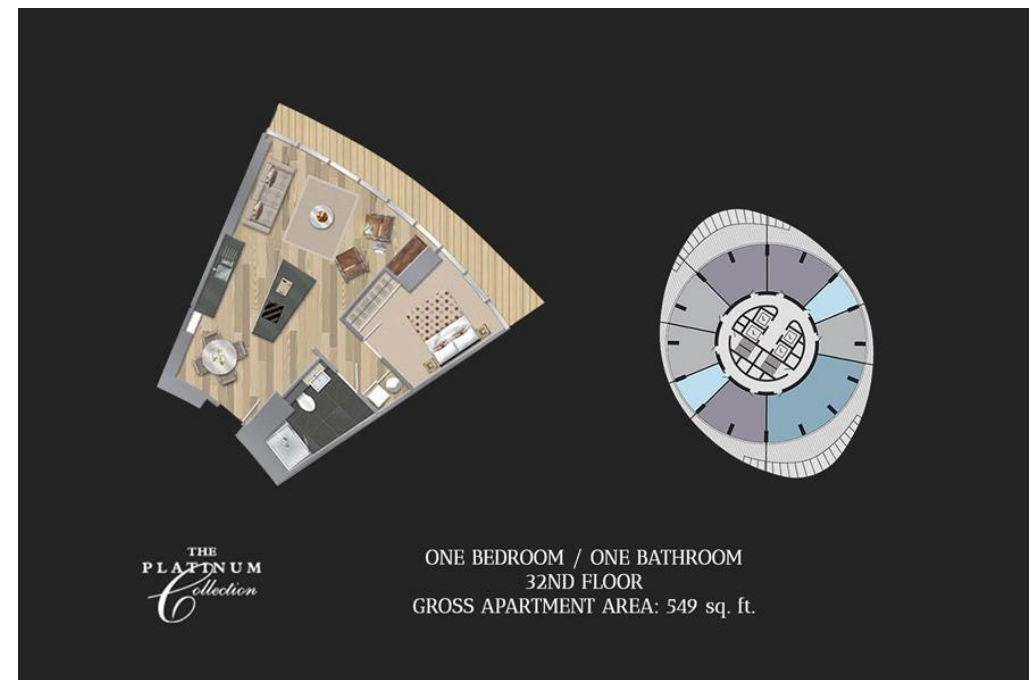 THE
PLATINUM
Collection
ONE BEDROOM / ONE BATHROOM
32ND FLOOR
GROSS APARTMENT AREA: 549 sq. ft.